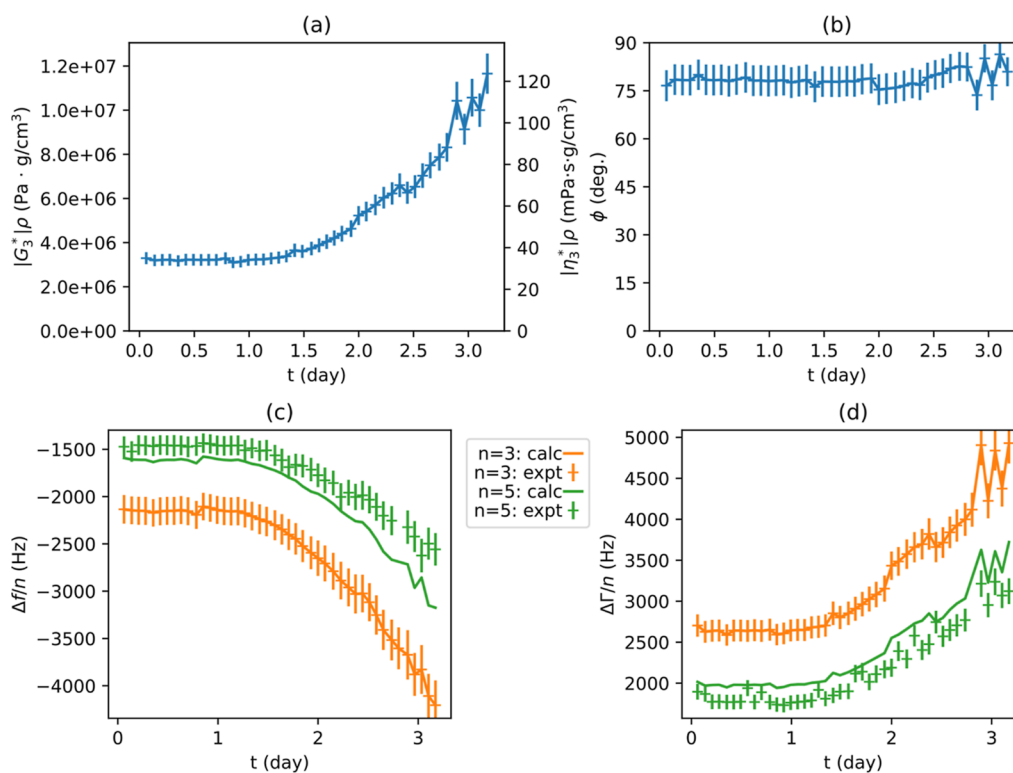 (a)
|G₃*|ρ (Pa · g/cm³)
1.2e+07
1.0e+07
8.0e+06
6.0e+06
4.0e+06
2.0e+06
0.0e+00
120
100
80
60
40
20
0
|η₃*|ρ (mPa·s·g/cm³)
0.0 0.5 1.0 1.5 2.0 2.5 3.0
t (day)
(b)
ϕ (deg.)
90
75
60
45
30
15
0
0.0 0.5 1.0 1.5 2.0 2.5 3.0
t (day)
(c)
Δf/n (Hz)
−1500
−2000
−2500
−3000
−3500
−4000
0 1 2 3
t (day)
n=3: calc
n=3: expt
n=5: calc
n=5: expt
(d)
ΔΓ/n (Hz)
5000
4500
4000
3500
3000
2500
2000
0 1 2 3
t (day)